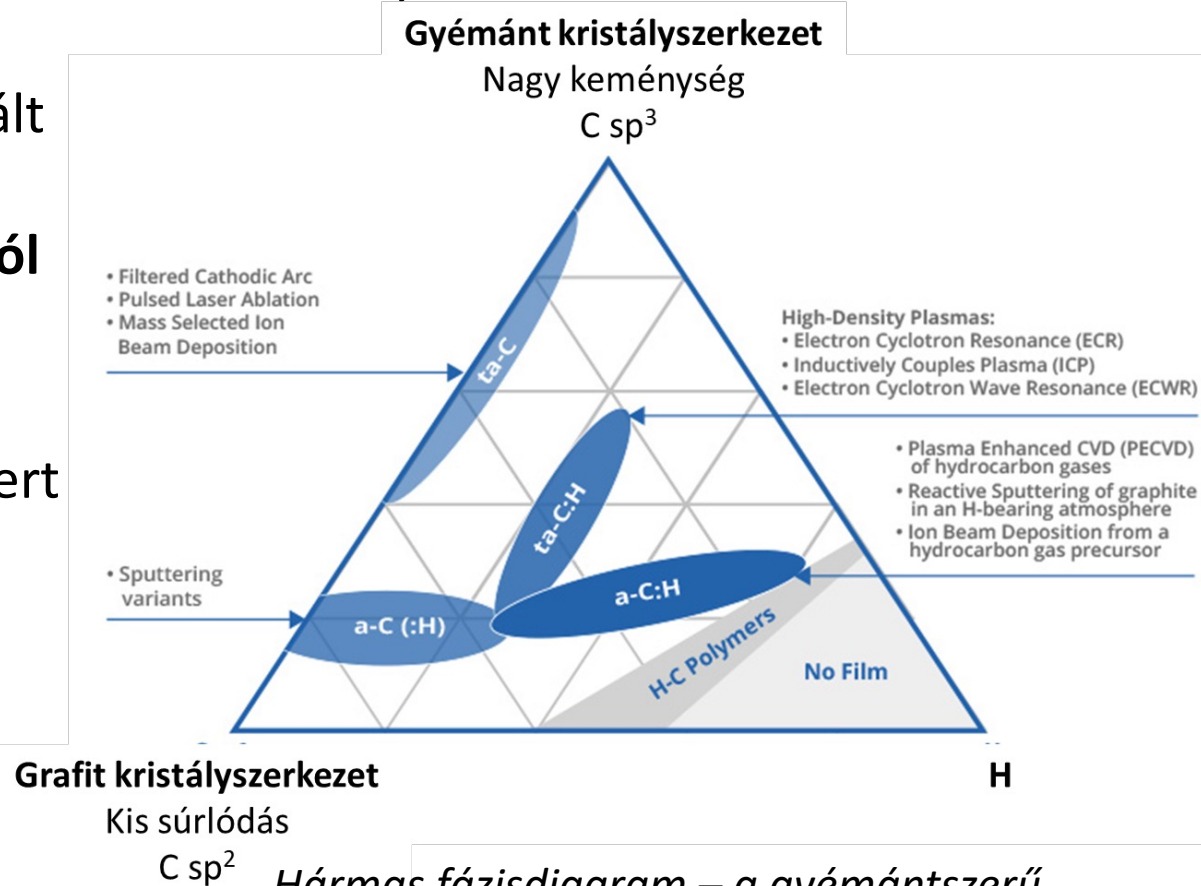 Gyémánt kristályszerkezet
Nagy keménység
C sp³
ált
ól
ert
• Filtered Cathodic Arc
• Pulsed Laser Ablation
• Mass Selected Ion
Beam Deposition
ta-C
High-Density Plasmas:
• Electron Cyclotron Resonance (ECR)
• Inductively Couples Plasma (ICP)
• Electron Cyclotron Wave Resonance (ECWR)
• Plasma Enhanced CVD (PECVD)
of hydrocarbon gases
• Reactive Sputtering of graphite
in an H-bearing atmosphere
• Ion Beam Deposition from a
hydrocarbon gas precursor
ta-C:H
• Sputtering
variants
a-C (:H)
a-C:H
H-C Polymers
No Film
Grafit kristályszerkezet
Kis súrlódás
C sp²
H
Hármas fázisdiagram – a gyémántszerű